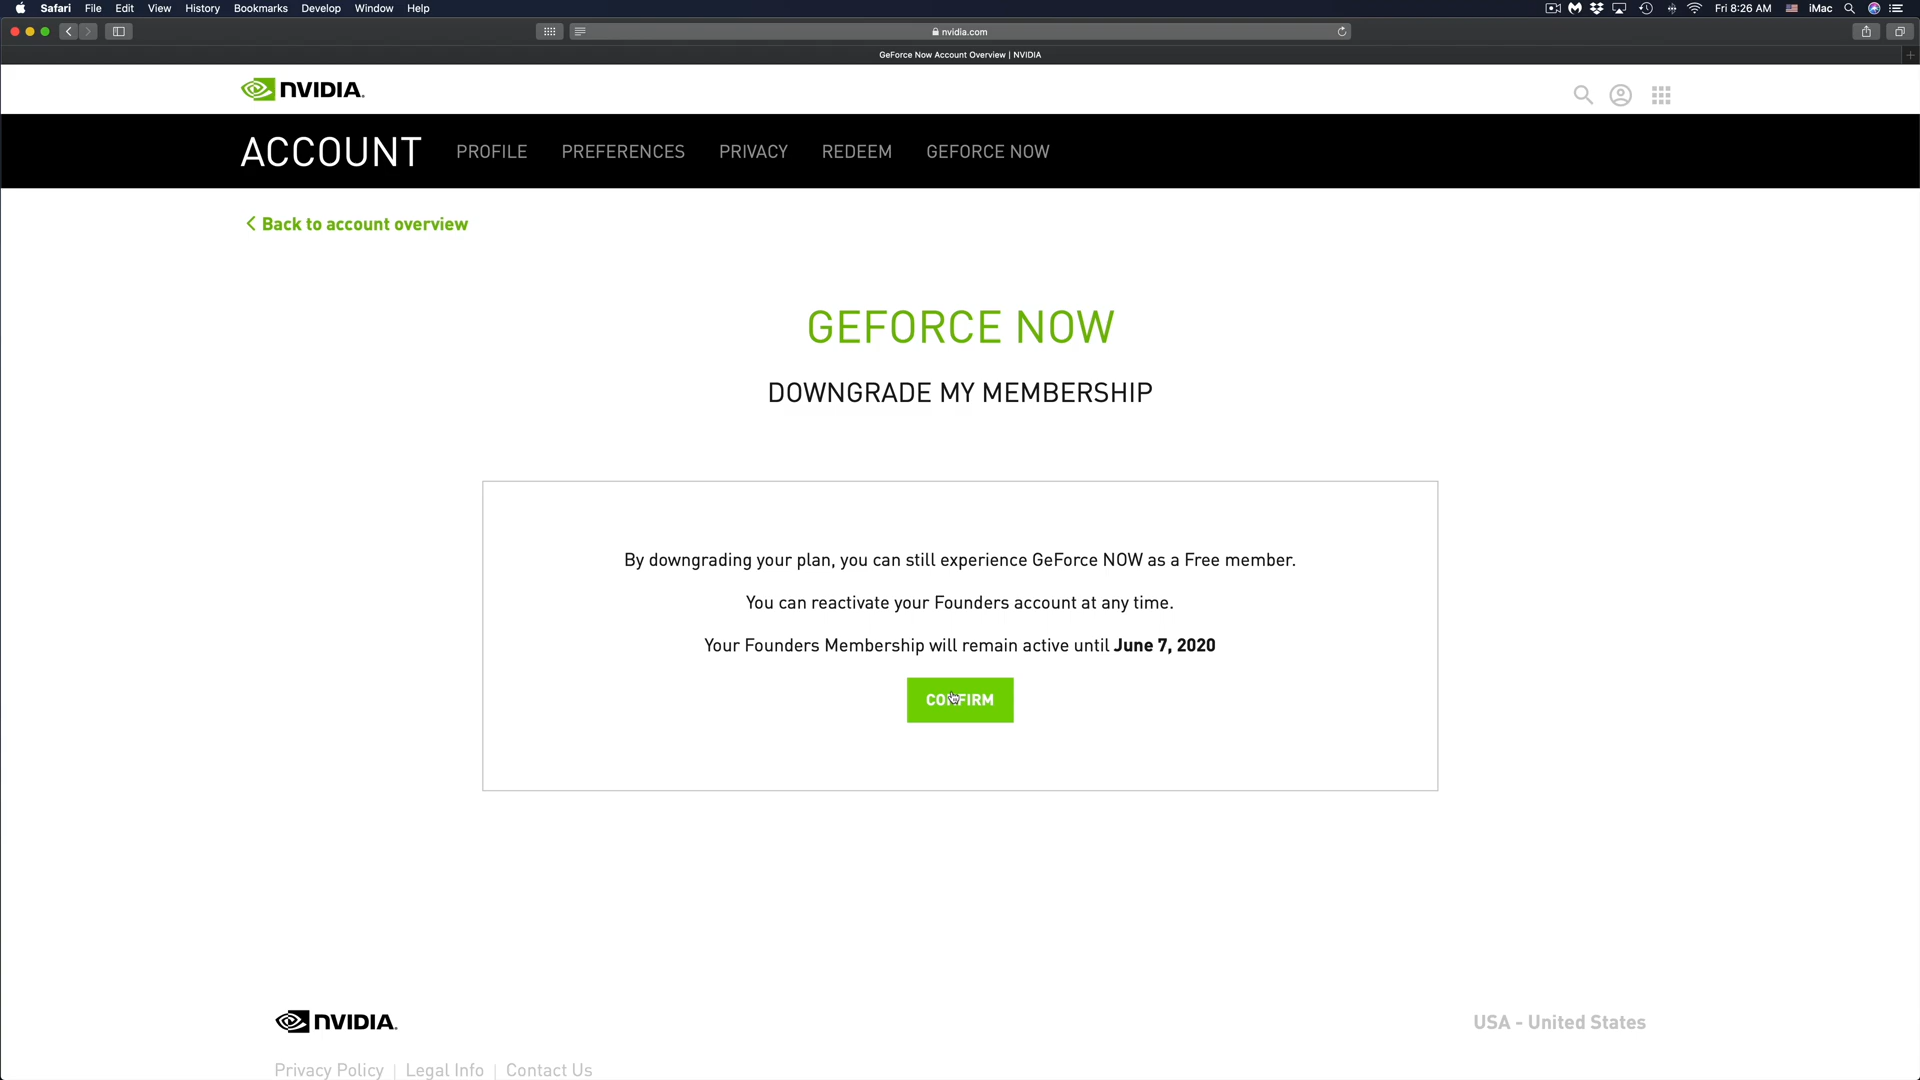 Safari File Edit View History Bookmarks Develop Window Help Fri 8:26 AM iMac
nvidia.com
GeForce Now Account Overview | NVIDIA
NVIDIA.
ACCOUNT PROFILE PREFERENCES PRIVACY REDEEM GEFORCE NOW
Back to account overview
GEFORCE NOW
DOWNGRADE MY MEMBERSHIP
By downgrading your plan, you can still experience GeForce NOW as a Free member.
You can reactivate your Founders account at any time.
Your Founders Membership will remain active until June 7, 2020
CONFIRM
NVIDIA.
USA - United States
Privacy Policy | Legal Info | Contact Us